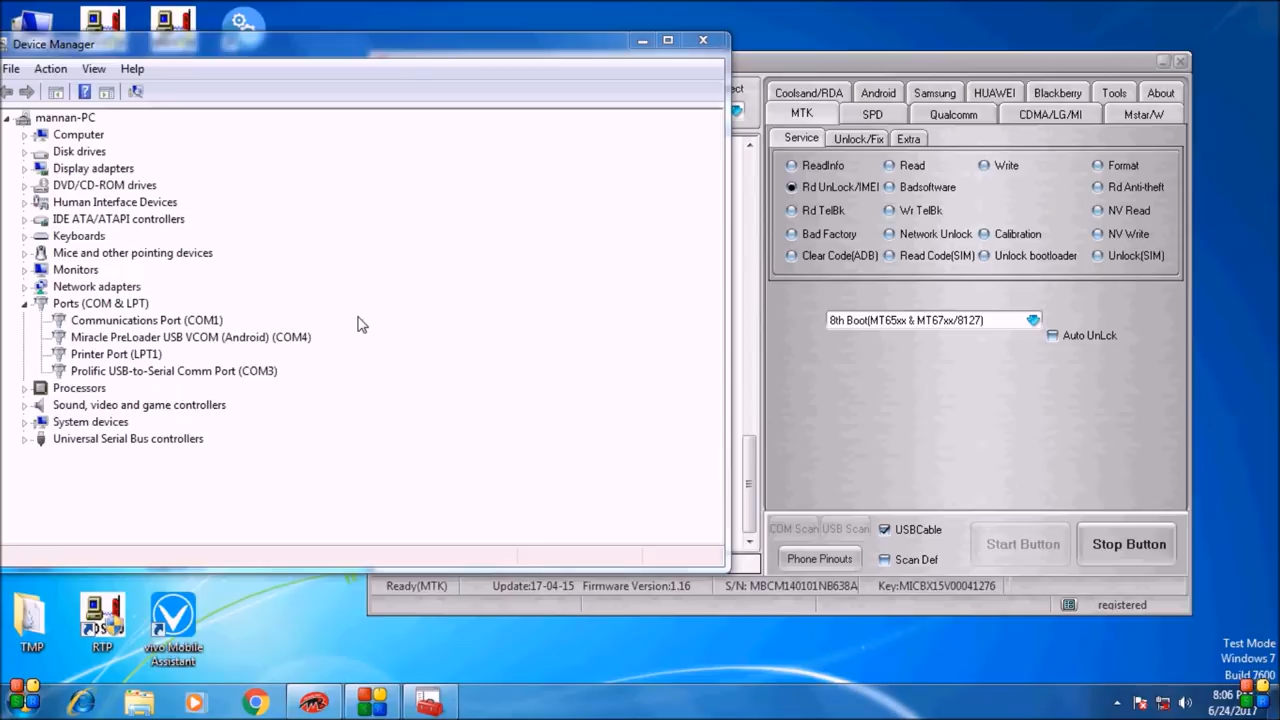 Device Manager
File Action View Help
mannan-PC
Computer
Disk drives
Display adapters
DVD/CD-ROM drives
Human Interface Devices
IDE ATA/ATAPI controllers
Keyboards
Mice and other pointing devices
Monitors
Network adapters
Ports (COM & LPT)
Communications Port (COM1)
Miracle PreLoader USB VCOM (Android) (COM4)
Printer Port (LPT1)
Prolific USB-to-Serial Comm Port (COM3)
Processors
Sound, video and game controllers
System devices
Universal Serial Bus controllers
ect
Coolsand/RDA Android Samsung HUAWEI Blackberry Tools About
MTK SPD Qualcomm CDMA/LG/MI Mstar/W
Service Unlock/Fix Extra
ReadInfo Read Write Format
Rd UnLock/IMEI Badsoftware Rd Anti-theft
Rd TelBk Wr TelBk NV Read
Bad Factory Network Unlock Calibration NV Write
Clear Code(ADB) Read Code(SIM) Unlock bootloader Unlock(SIM)
8th Boot(MT65xx & MT67xx/8127)
Auto UnLck
COM Scan USB Scan USBCable Start Button Stop Button
Phone Pinouts Scan Def
Ready(MTK) Update:17-04-15 Firmware Version:1.16 S/N: MBCM140101NB638A Key:MICBX15V00041276
registered
TMP
RTP
vivo Mobile
Assistant
Test Mode
Windows 7
Build 7600
8:06 PM